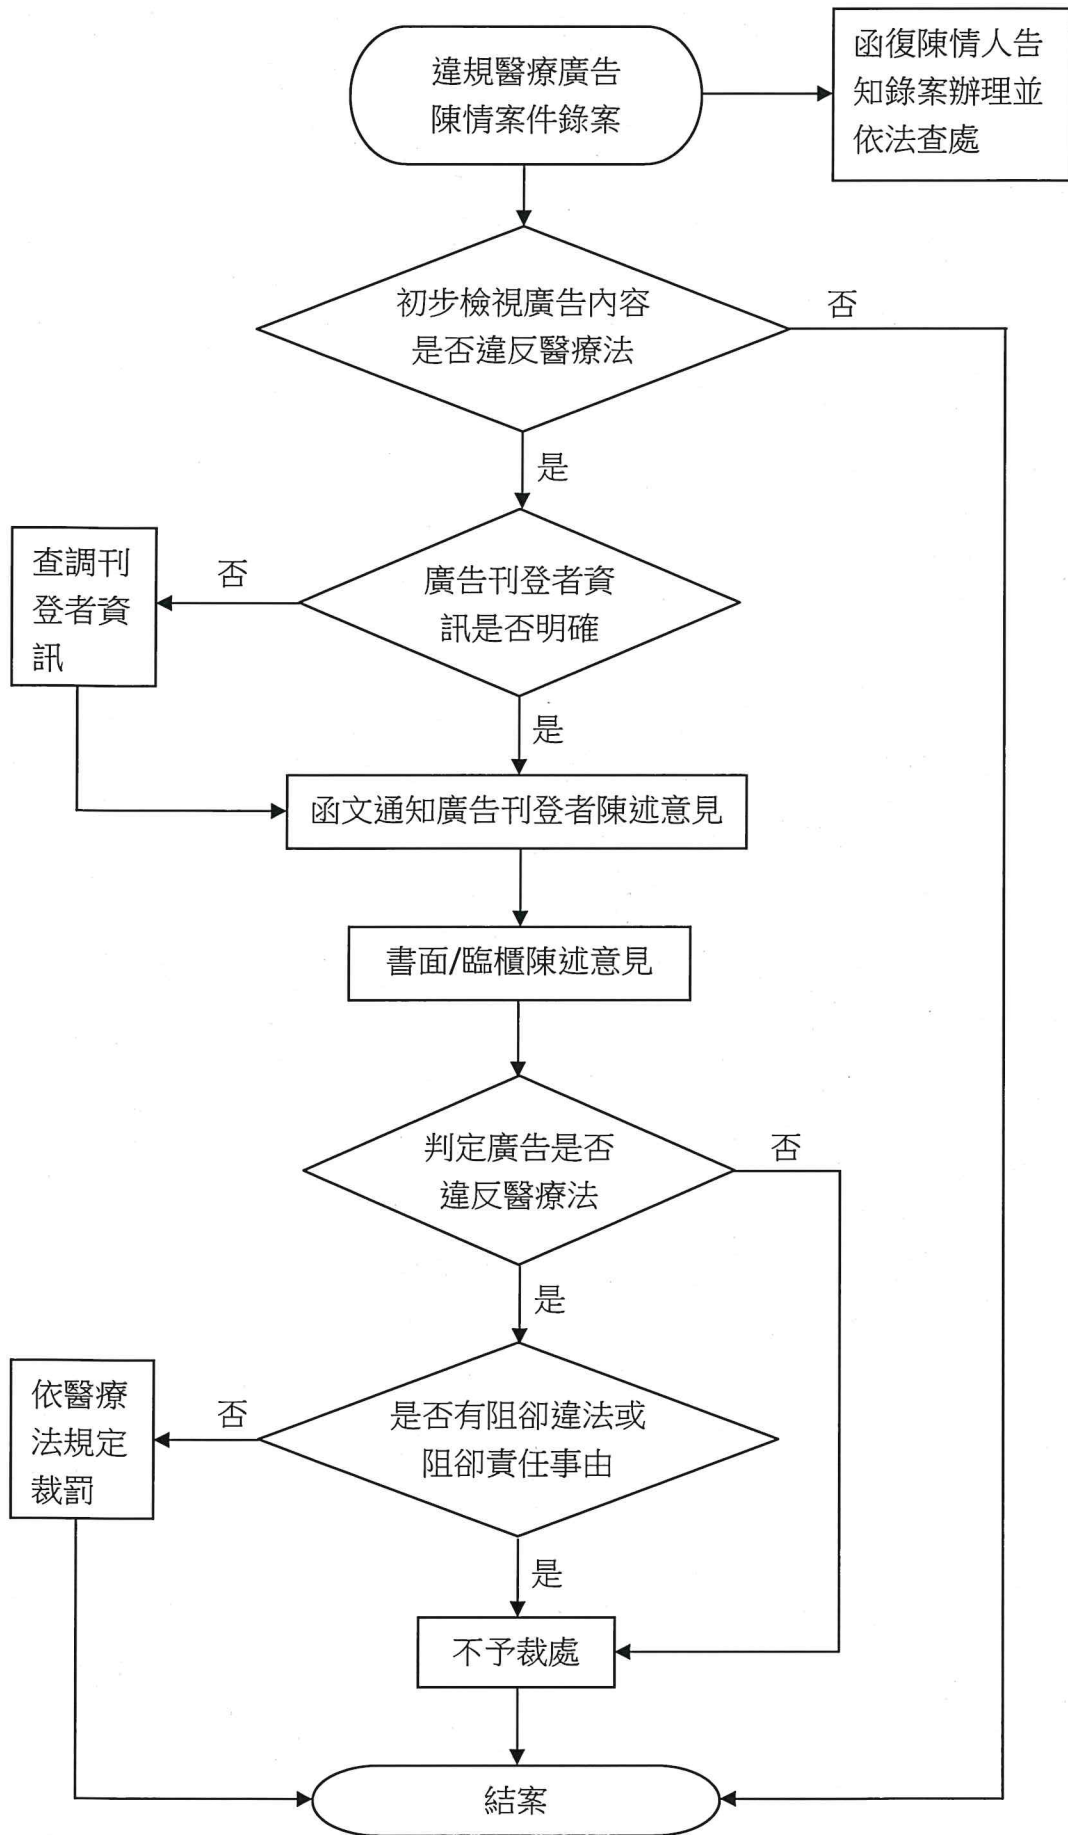 違規醫療廣告
陳情案件錄案
函復陳情人告
知錄案辦理並
依法查處
初步檢視廣告內容
是否違反醫療法
否
是
廣告刊登者資
訊是否明確
否
查調刊
登者資
訊
是
函文通知廣告刊登者陳述意見
書面/臨櫃陳述意見
判定廣告是否
違反醫療法
否
是
是否有阻卻違法或
阻卻責任事由
否
依醫療
法規定
裁罰
是
不予裁處
結案